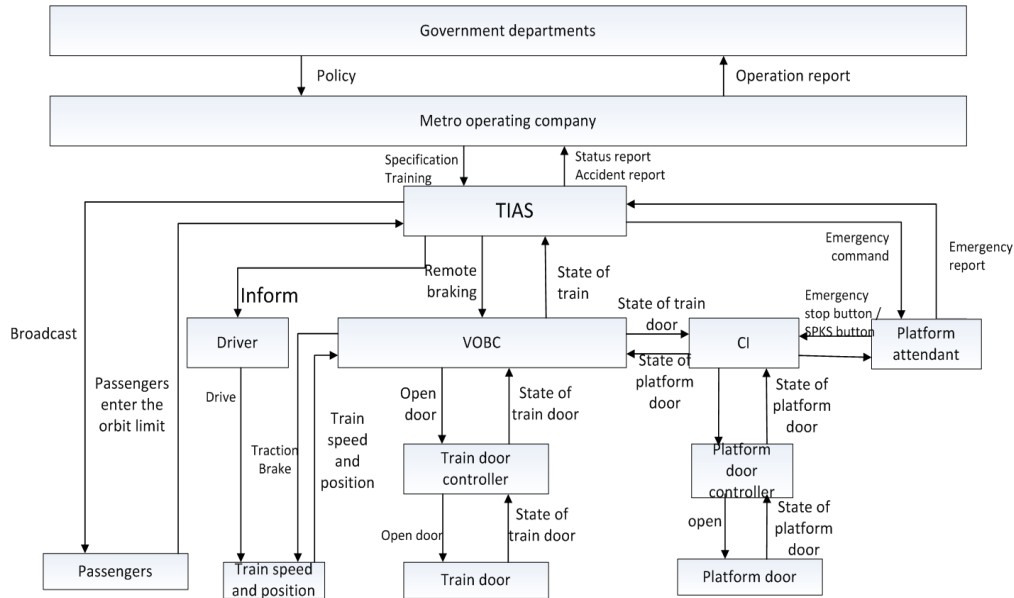 Government departments
Policy
Operation report
Metro operating company
Specification
Training
Status report
Accident report
TIAS
Emergency
command
Emergency
report
Remote
braking
State of
train
Inform
State of train
door
Emergency
stop button /
SPKS button
Broadcast
Driver
VOBC
CI
Platform
attendant
State of
platform
door
Passengers
enter the
orbit limit
Drive
Open
door
State of
train door
State of
platform
door
Train
speed
and
position
Traction
Brake
Train door
controller
Platform
door
controller
Open door
State of
train door
open
State of
platform
door
Passengers
Train speed
and position
Train door
Platform door